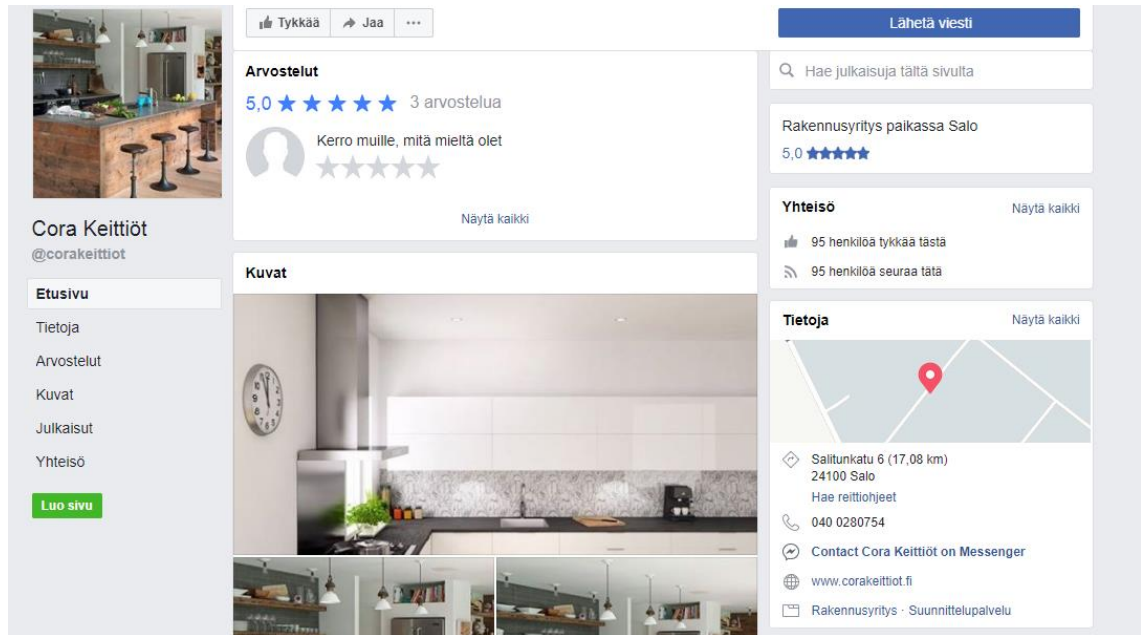 Tykkää
Jaa
Lähetä viesti
Cora Keittiöt
@corakeittiot
Etusivu
Tietoja
Arvostelut
Kuvat
Julkaisut
Yhteisö
Luo sivu
Arvostelut
5,0 3 arvostelua
Kerro muille, mitä mieltä olet
Näytä kaikki
Kuvat
Hae julkaisuja tältä sivulta
Rakennusyritys paikassa Salo
5,0
Yhteisö Näytä kaikki
95 henkilöä tykkää tästä
95 henkilöä seuraa tätä
Tietoja Näytä kaikki
Salitunkatu 6 (17,08 km)
24100 Salo
Hae reittiohjeet
040 0280754
Contact Cora Keittiöt on Messenger
www.corakeittiot.fi
Rakennusyritys · Suunnittelupalvelu